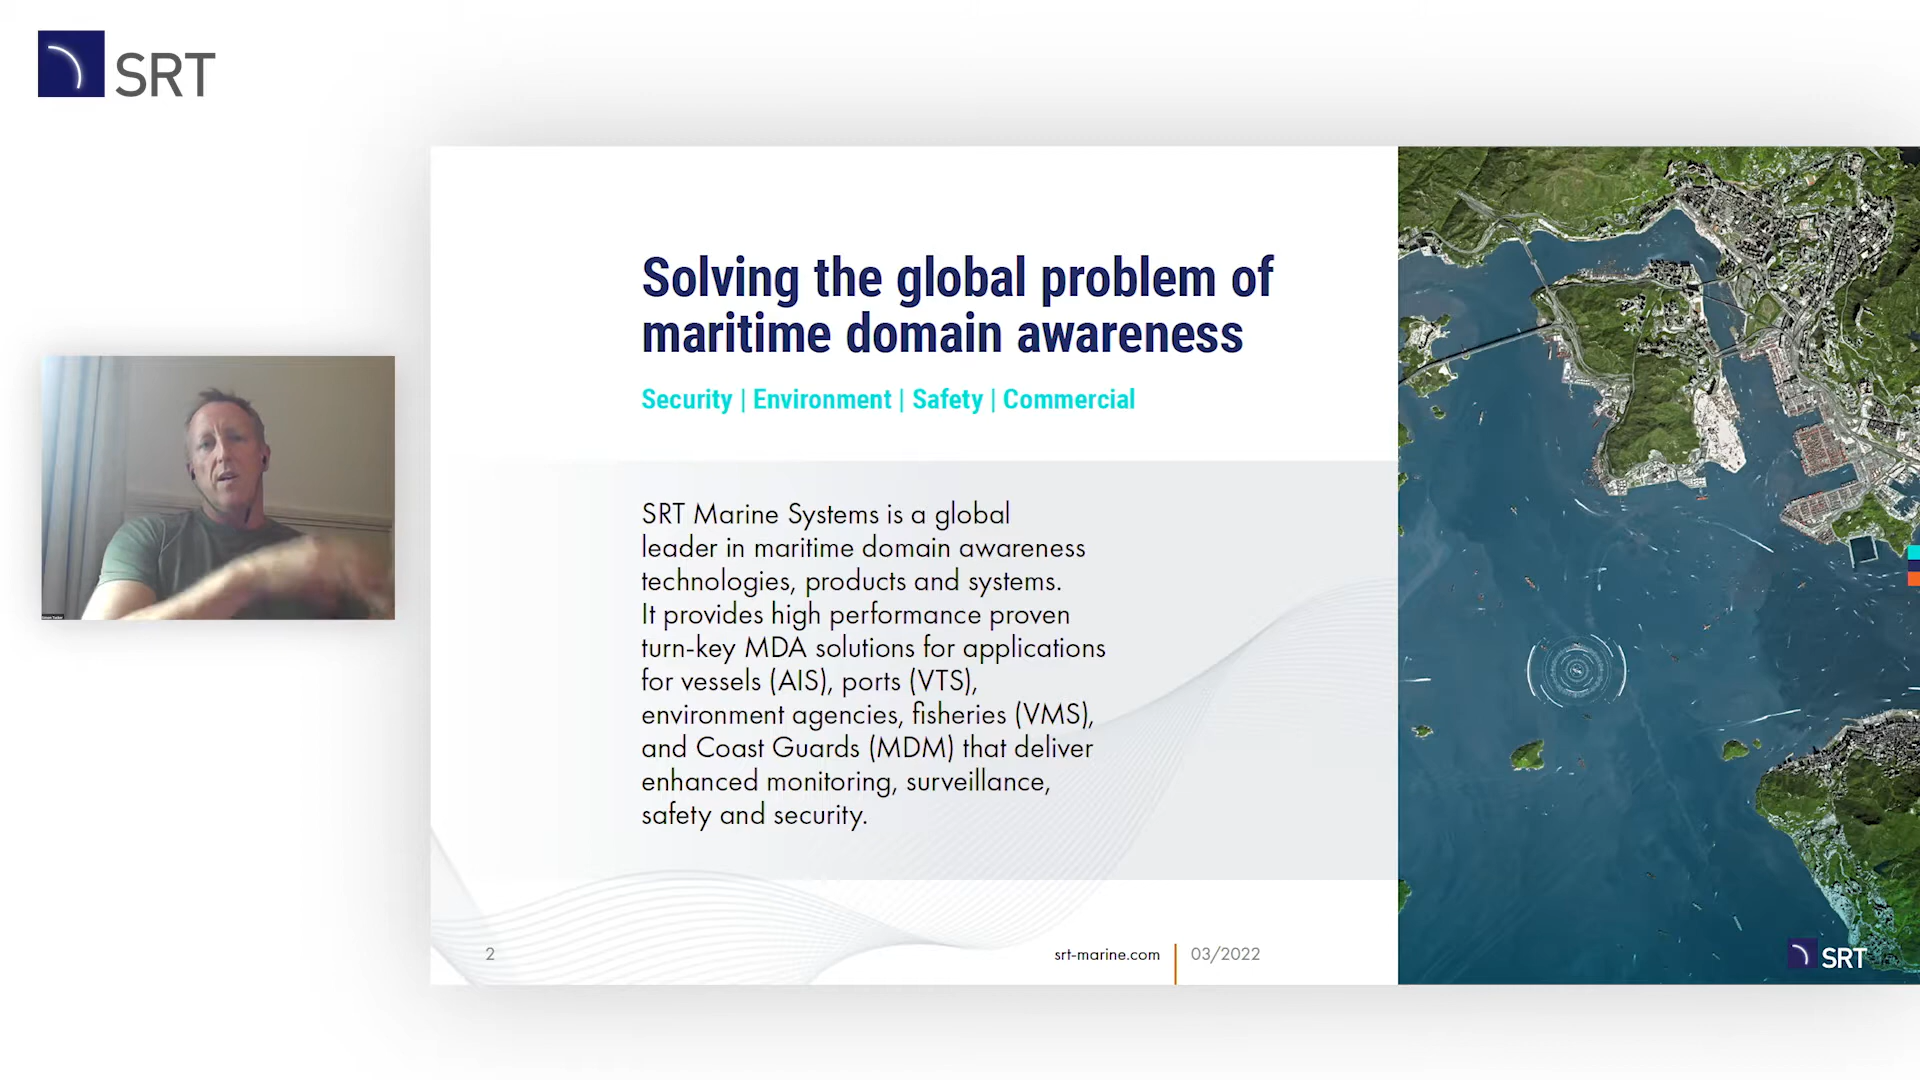 SRT
Solving the global problem of
maritime domain awareness
Security | Environment | Safety | Commercial
SRT Marine Systems is a global
leader in maritime domain awareness
technologies, products and systems.
It provides high performance proven
turn-key MDA solutions for applications
for vessels (AIS), ports (VTS),
environment agencies, fisheries (VMS),
and Coast Guards (MDM) that deliver
enhanced monitoring, surveillance,
safety and security.
2
srt-marine.com
03/2022
SRT